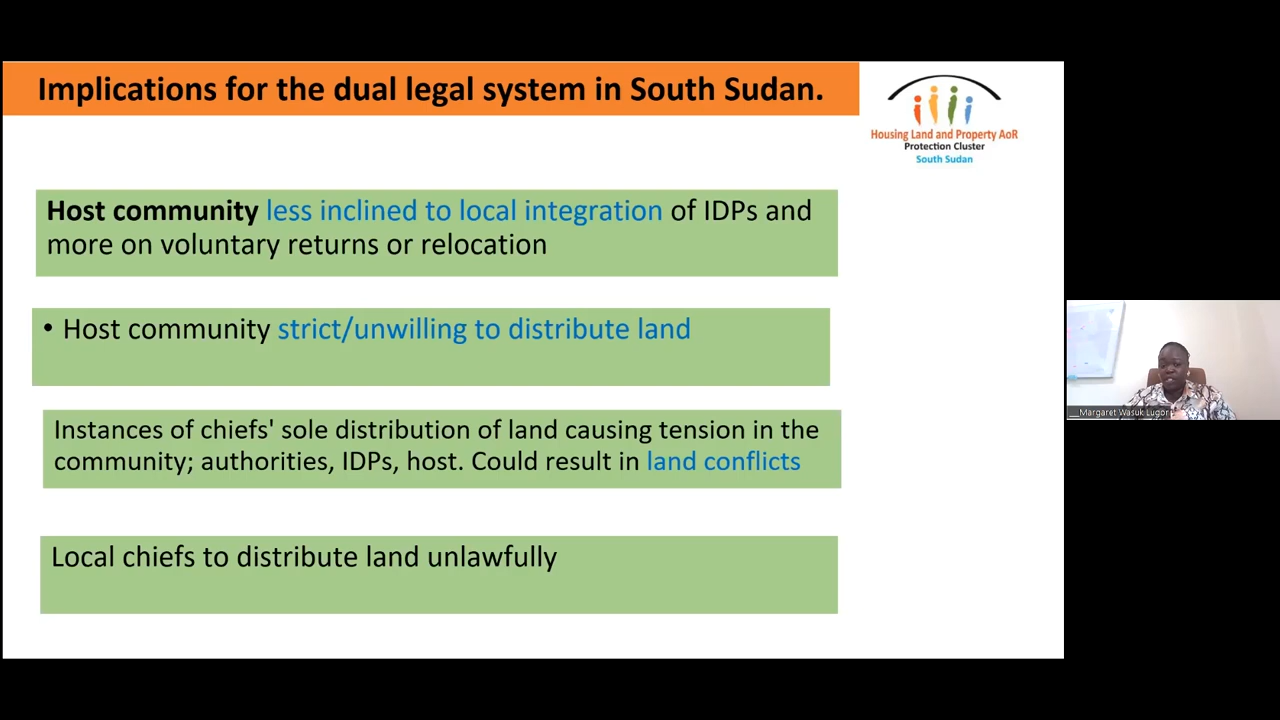 Implications for the dual legal system in South Sudan.
Housing Land and Property AoR
Protection Cluster
South Sudan
Host community less inclined to local integration of IDPs and
more on voluntary returns or relocation
• Host community strict/unwilling to distribute land
Instances of chiefs' sole distribution of land causing tension in the
community; authorities, IDPs, host. Could result in land conflicts
Local chiefs to distribute land unlawfully
__Margaret Wasuk Lugor